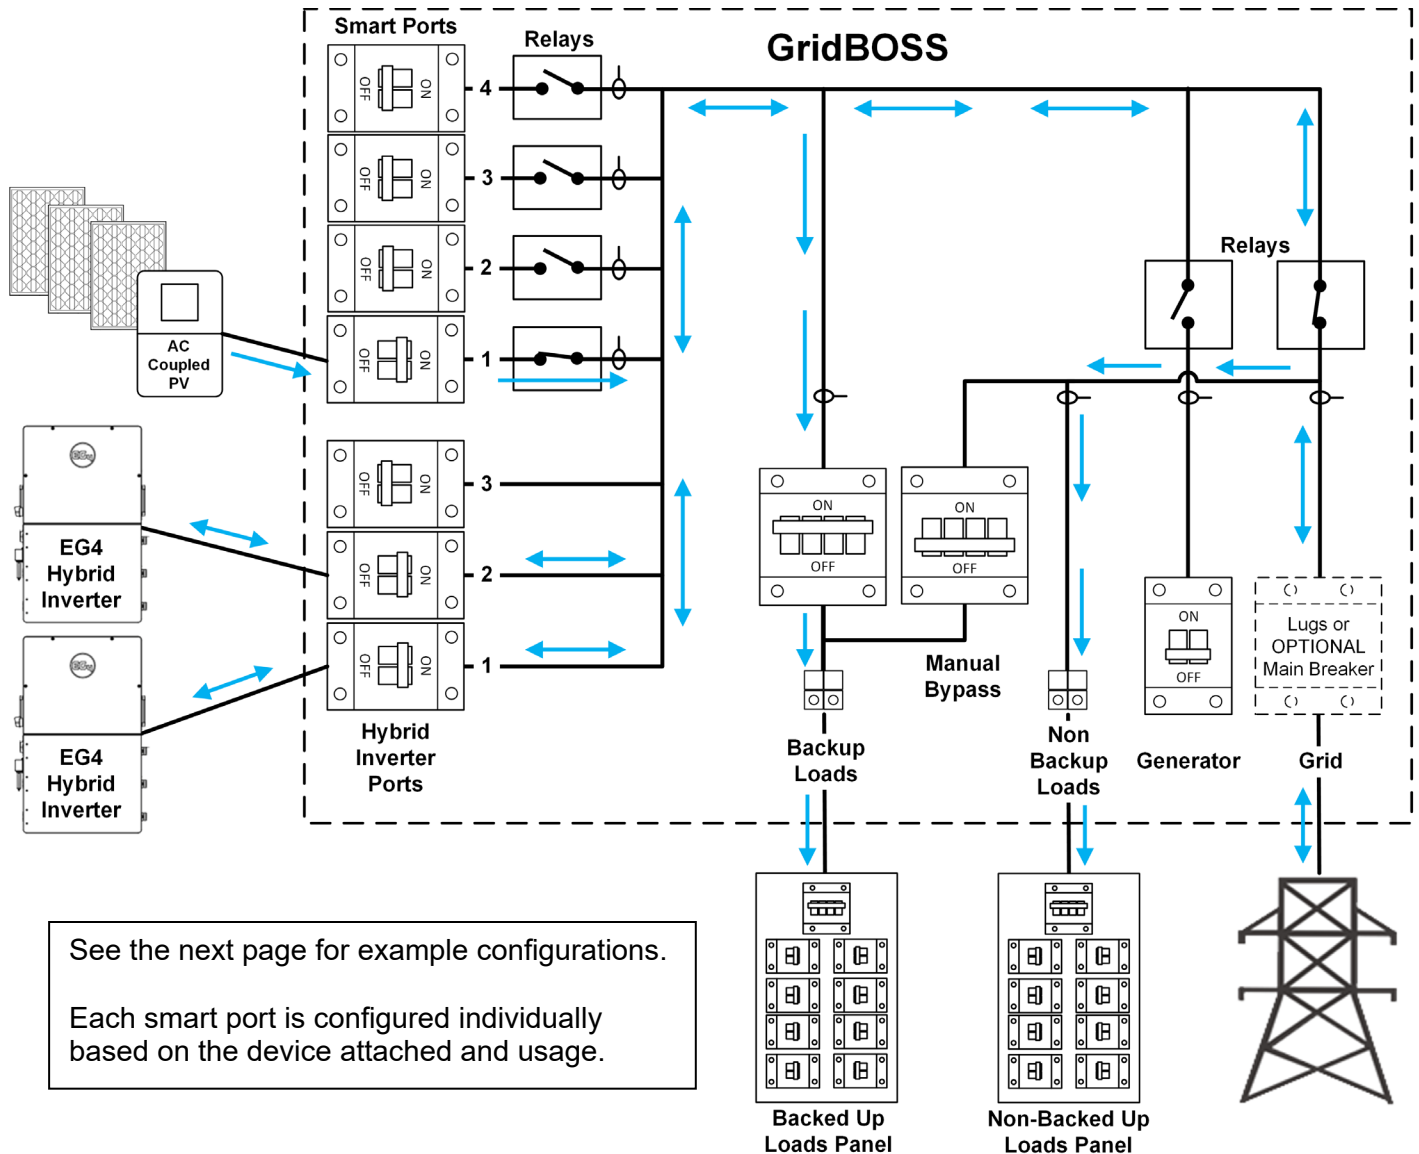 GridBOSS
Smart Ports
Relays
OFF
ON
4
OFF
ON
3
OFF
ON
2
OFF
ON
1
AC
Coupled
PV
OFF
ON
3
OFF
ON
2
OFF
ON
1
EG4
Hybrid
Inverter
EG4
Hybrid
Inverter
Hybrid
Inverter
Ports
Relays
ON
OFF
ON
OFF
Manual
Bypass
ON
OFF
Lugs or
OPTIONAL
Main Breaker
Backup
Loads
Non
Backup
Loads
Generator
Grid
See the next page for example configurations.
Each smart port is configured individually
based on the device attached and usage.
Backed Up
Loads Panel
Non-Backed Up
Loads Panel